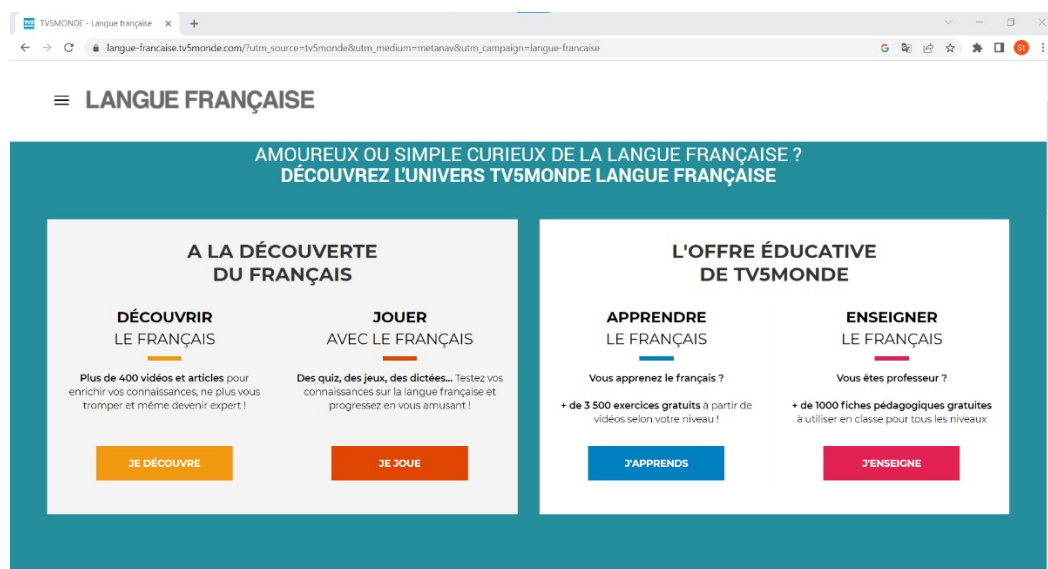 TV5MONDE - Langue française
langue-francaise.tv5monde.com/?utm_source=tv5monde&utm_medium=metanav&utm_campaign=langue-francaise
LANGUE FRANÇAISE
AMOUREUX OU SIMPLE CURIEUX DE LA LANGUE FRANÇAISE ?
DÉCOUVREZ L'UNIVERS TV5MONDE LANGUE FRANÇAISE
A LA DÉCOUVERTE
DU FRANÇAIS
DÉCOUVRIR
LE FRANÇAIS
Plus de 400 vidéos et articles pour
enrichir vos connaissances, ne plus vous
tromper et même devenir expert !
JE DÉCOUVRE
JOUER
AVEC LE FRANÇAIS
Des quiz, des jeux, des dictées... Testez vos
connaissances sur la langue française et
progressez en vous amusant !
JE JOUE
L'OFFRE ÉDUCATIVE
DE TV5MONDE
APPRENDRE
LE FRANÇAIS
Vous apprenez le français ?
+ de 3 500 exercices gratuits à partir de
vidéos selon votre niveau !
J'APPRENDS
ENSEIGNER
LE FRANÇAIS
Vous êtes professeur ?
+ de 1000 fiches pédagogiques gratuites
à utiliser en classe pour tous les niveaux
J'ENSEIGNE